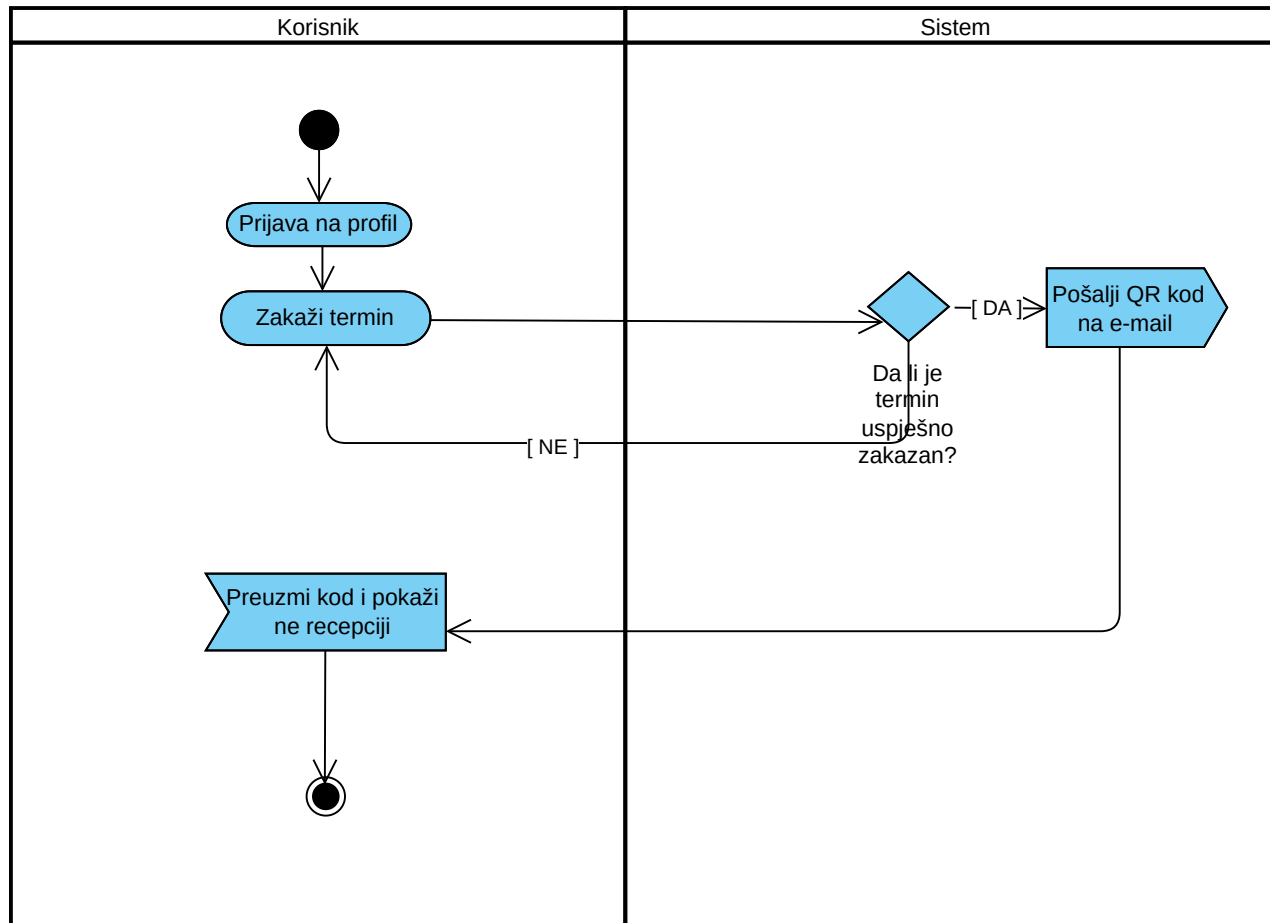 Korisnik
Sistem
Prijava na profil
Zakaži termin
[ DA ]
Pošalji QR kod
na e-mail
Da li je
termin
uspješno
zakazan?
[ NE ]
Preuzmi kod i pokaži
ne recepciji